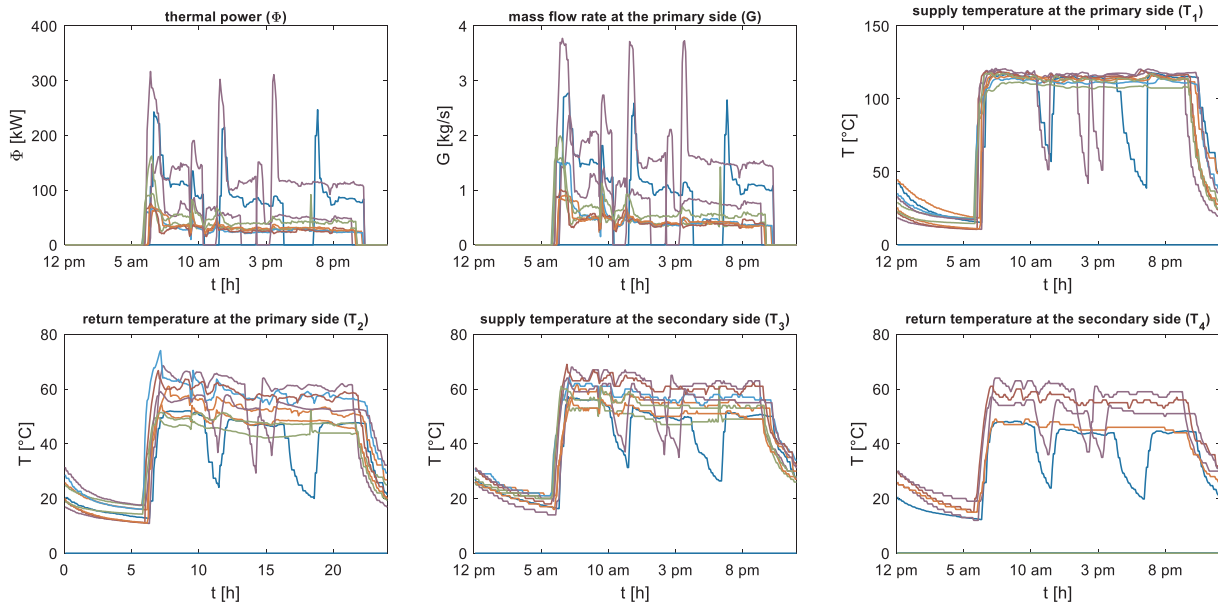 thermal power (Φ)
Φ [kW]
400
300
200
100
0
12 pm 5 am 10 am 3 pm 8 pm
t [h]
mass flow rate at the primary side (G)
G [kg/s]
4
3
2
1
0
12 pm 5 am 10 am 3 pm 8 pm
t [h]
supply temperature at the primary side (T1)
T [°C]
150
100
50
0
12 pm 5 am 10 am 3 pm 8 pm
t [h]
return temperature at the primary side (T2)
T [°C]
80
60
40
20
0
0 5 10 15 20
t [h]
supply temperature at the secondary side (T3)
T [°C]
80
60
40
20
0
12 pm 5 am 10 am 3 pm 8 pm
t [h]
return temperature at the secondary side (T4)
T [°C]
80
60
40
20
0
12 pm 5 am 10 am 3 pm 8 pm
t [h]